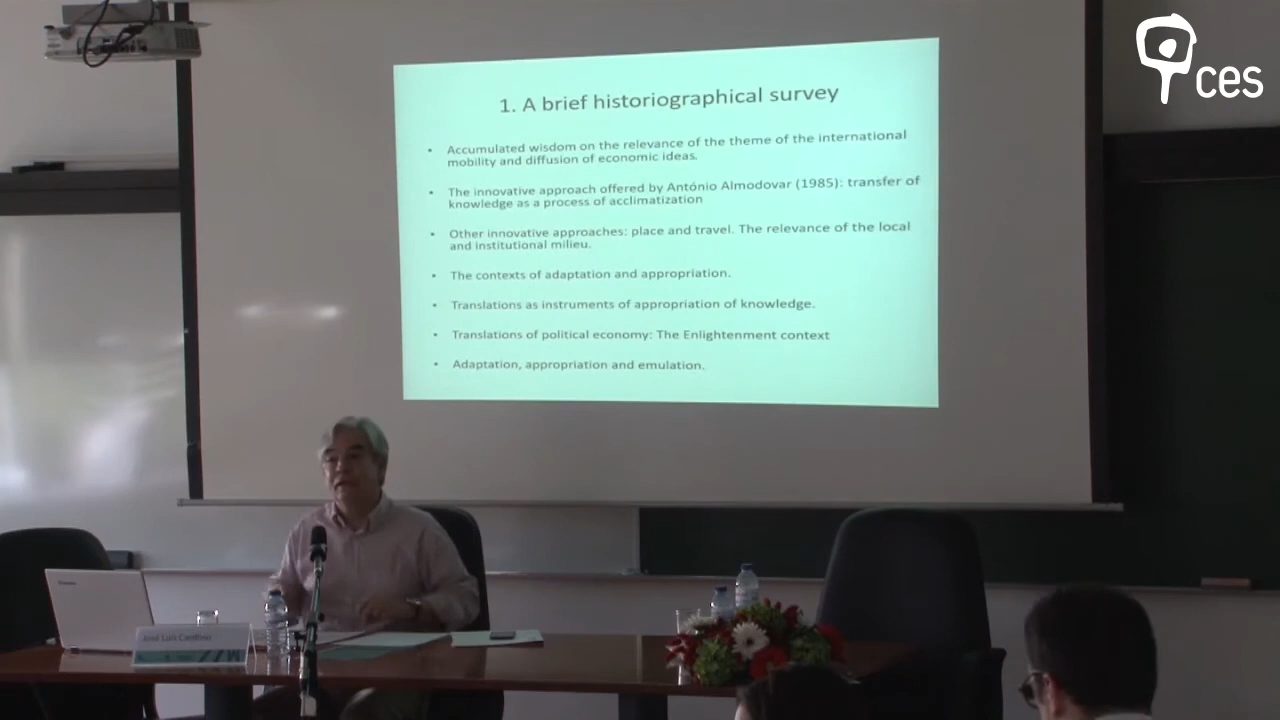 ces
1. A brief historiographical survey
• Accumulated wisdom on the relevance of the theme of the international
mobility and diffusion of economic ideas.
• The innovative approach offered by António Almodovar (1985): transfer of
knowledge as a process of acclimatization
• Other innovative approaches: place and travel. The relevance of the local
and institutional milieu.
• The contexts of adaptation and appropriation.
• Translations as instruments of appropriation of knowledge.
• Translations of political economy: The Enlightenment context
• Adaptation, appropriation and emulation.
José Luís Cardoso